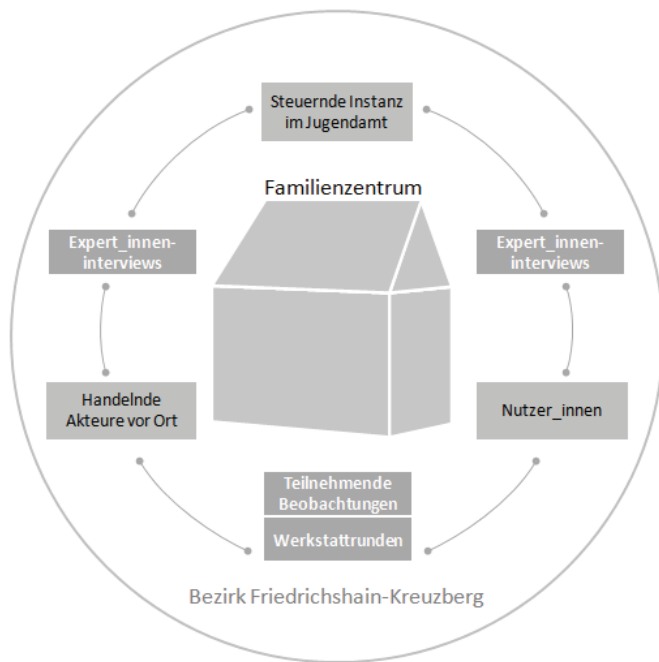 Steuernde Instanz
im Jugendamt
Familienzentrum
Expert_innen-
interviews
Expert_innen-
interviews
Handelnde
Akteure vor Ort
Nutzer_innen
Teilnehmende
Beobachtungen
Werkstattrunden
Bezirk Friedrichshain-Kreuzberg